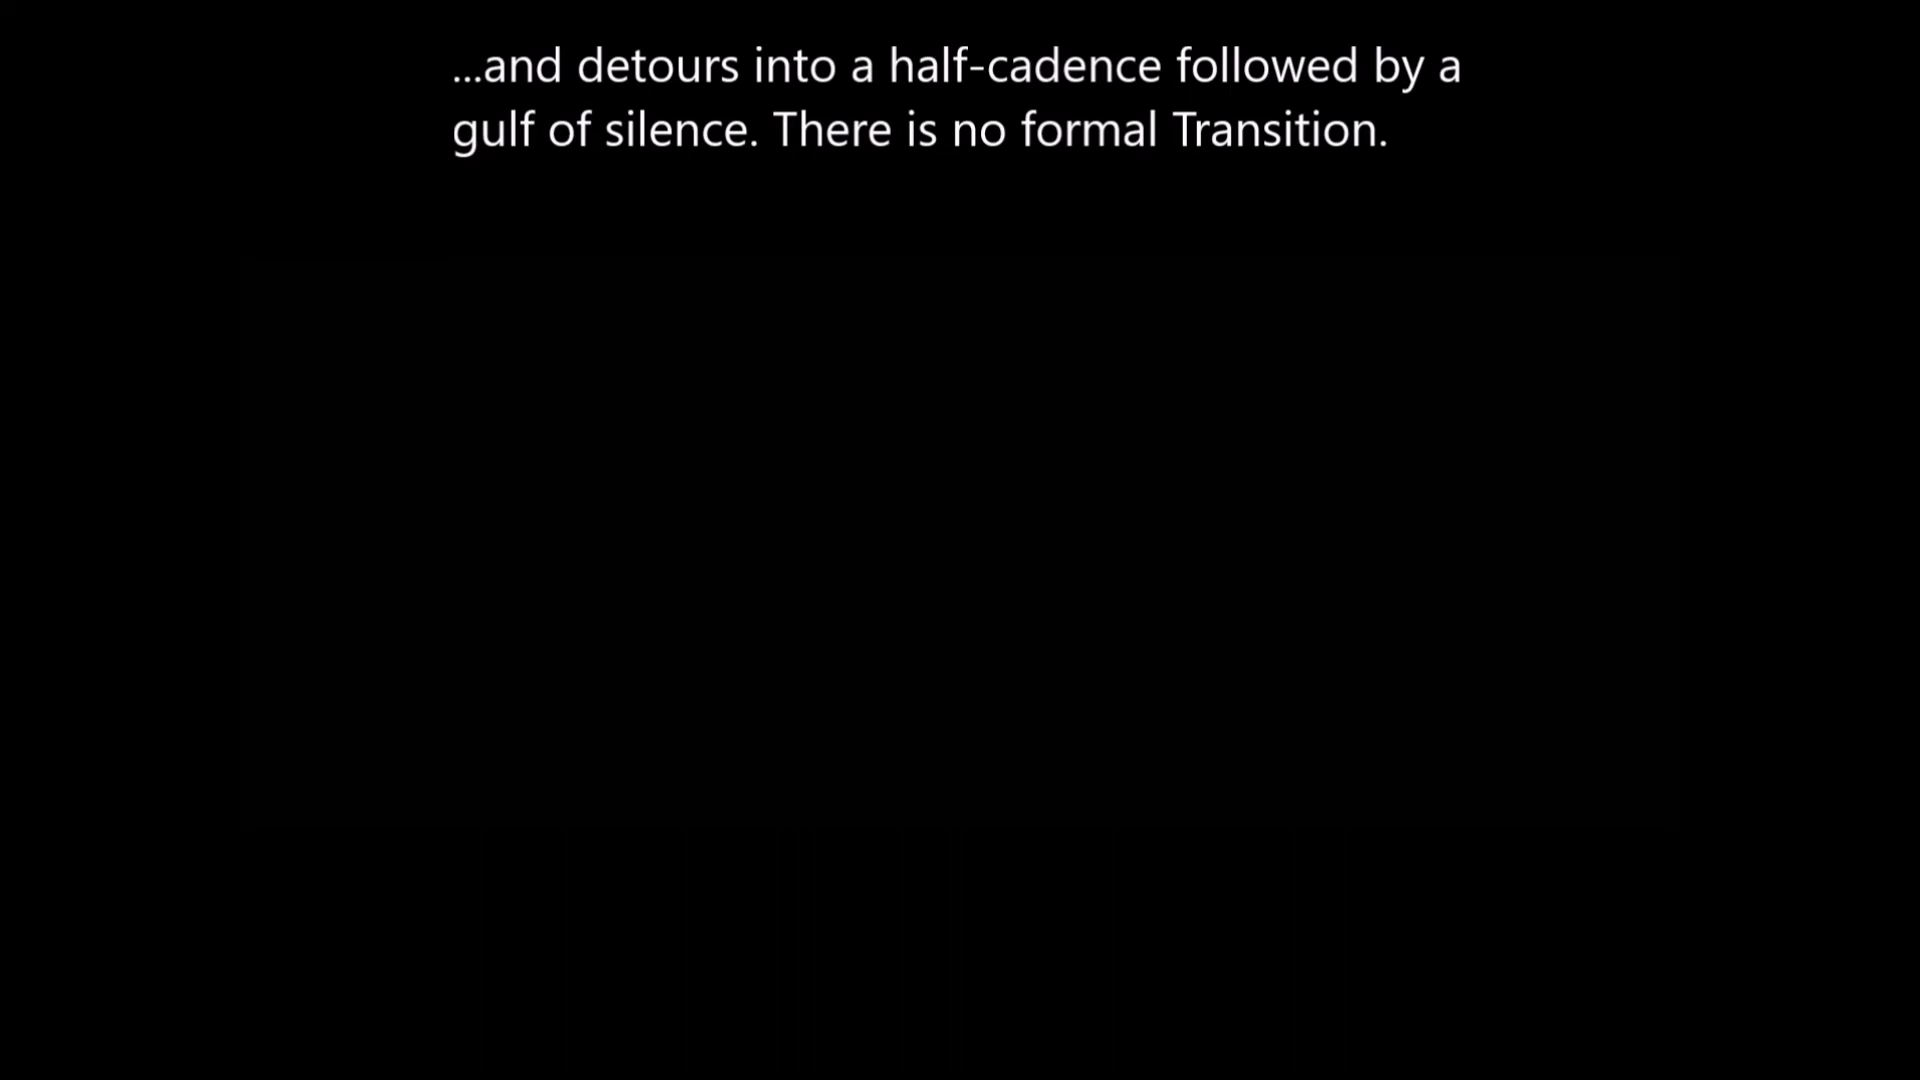 ...and detours into a half-cadence followed by a
gulf of silence. There is no formal Transition.